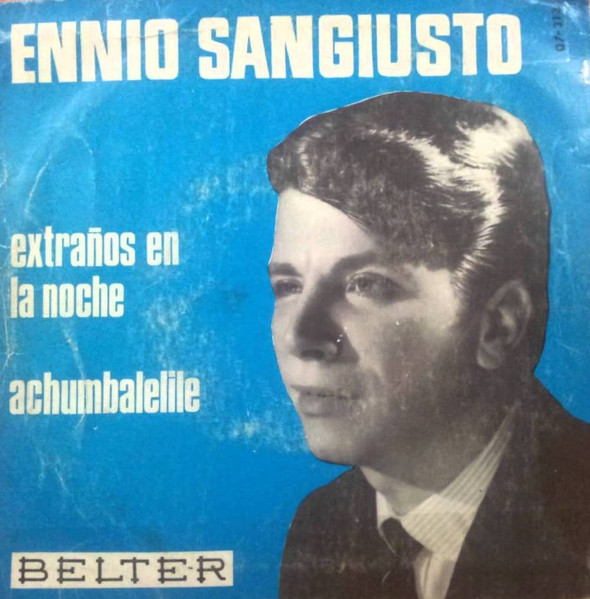 ENNIO SANGIUSTO
extraños en
la noche
achumbalelile
BELTER